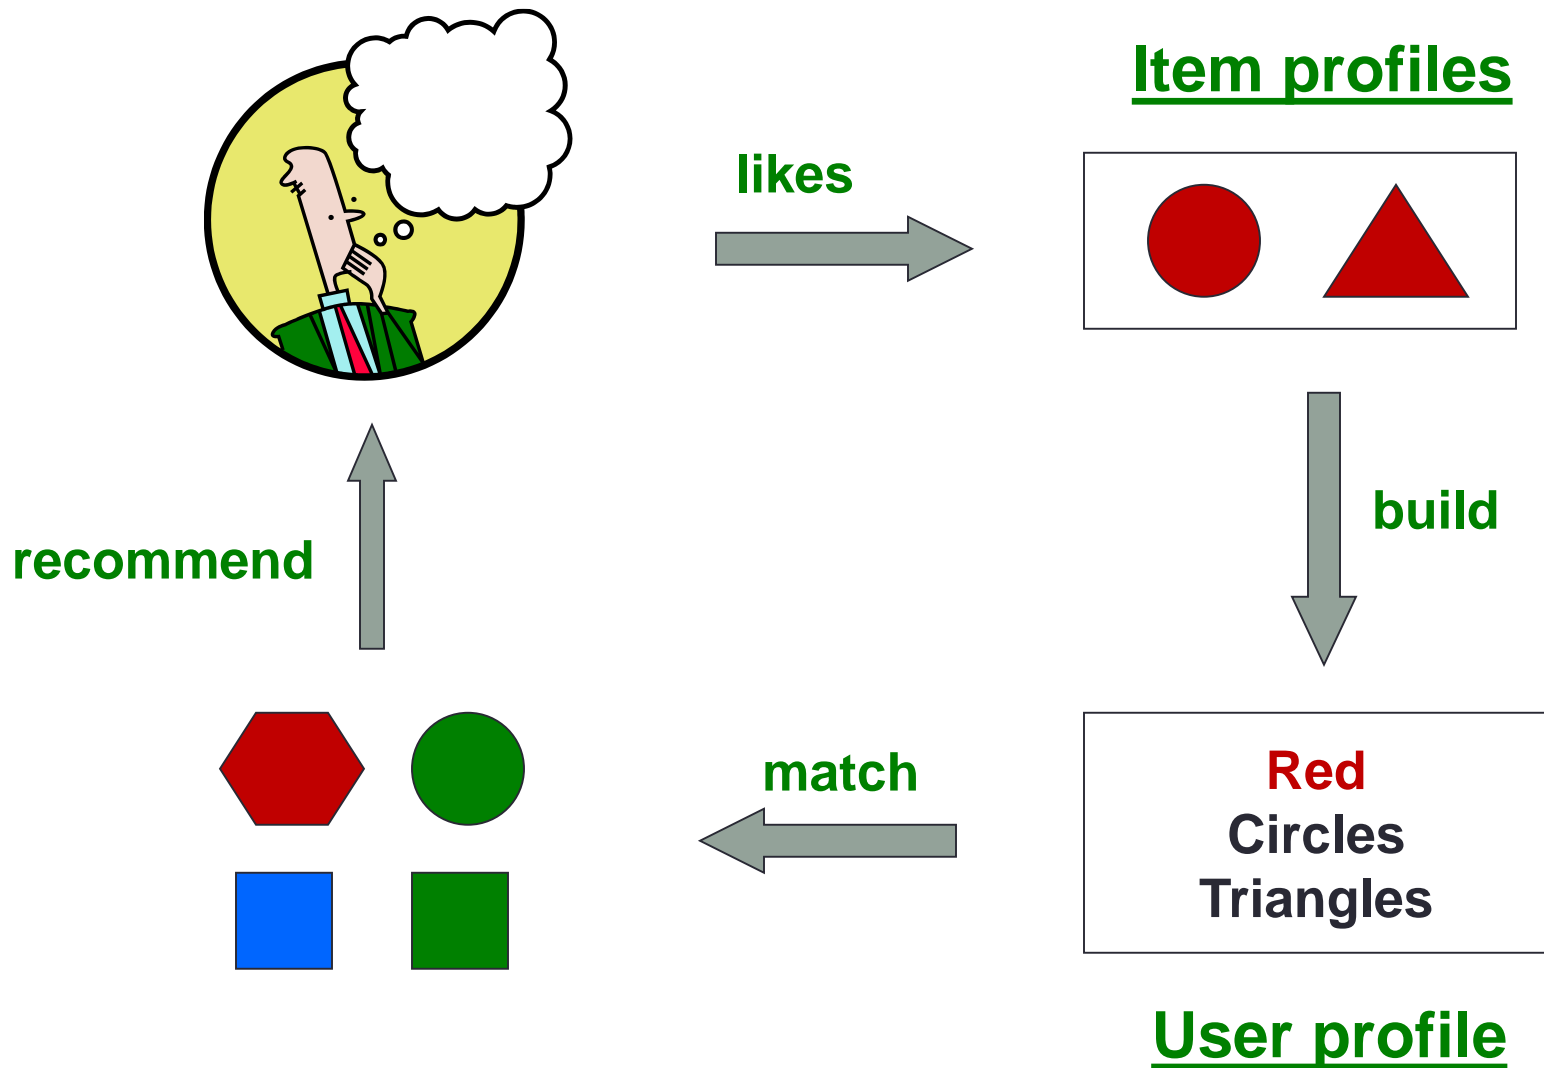 Item profiles
likes
build
recommend
match
Red
Circles
Triangles
User profile